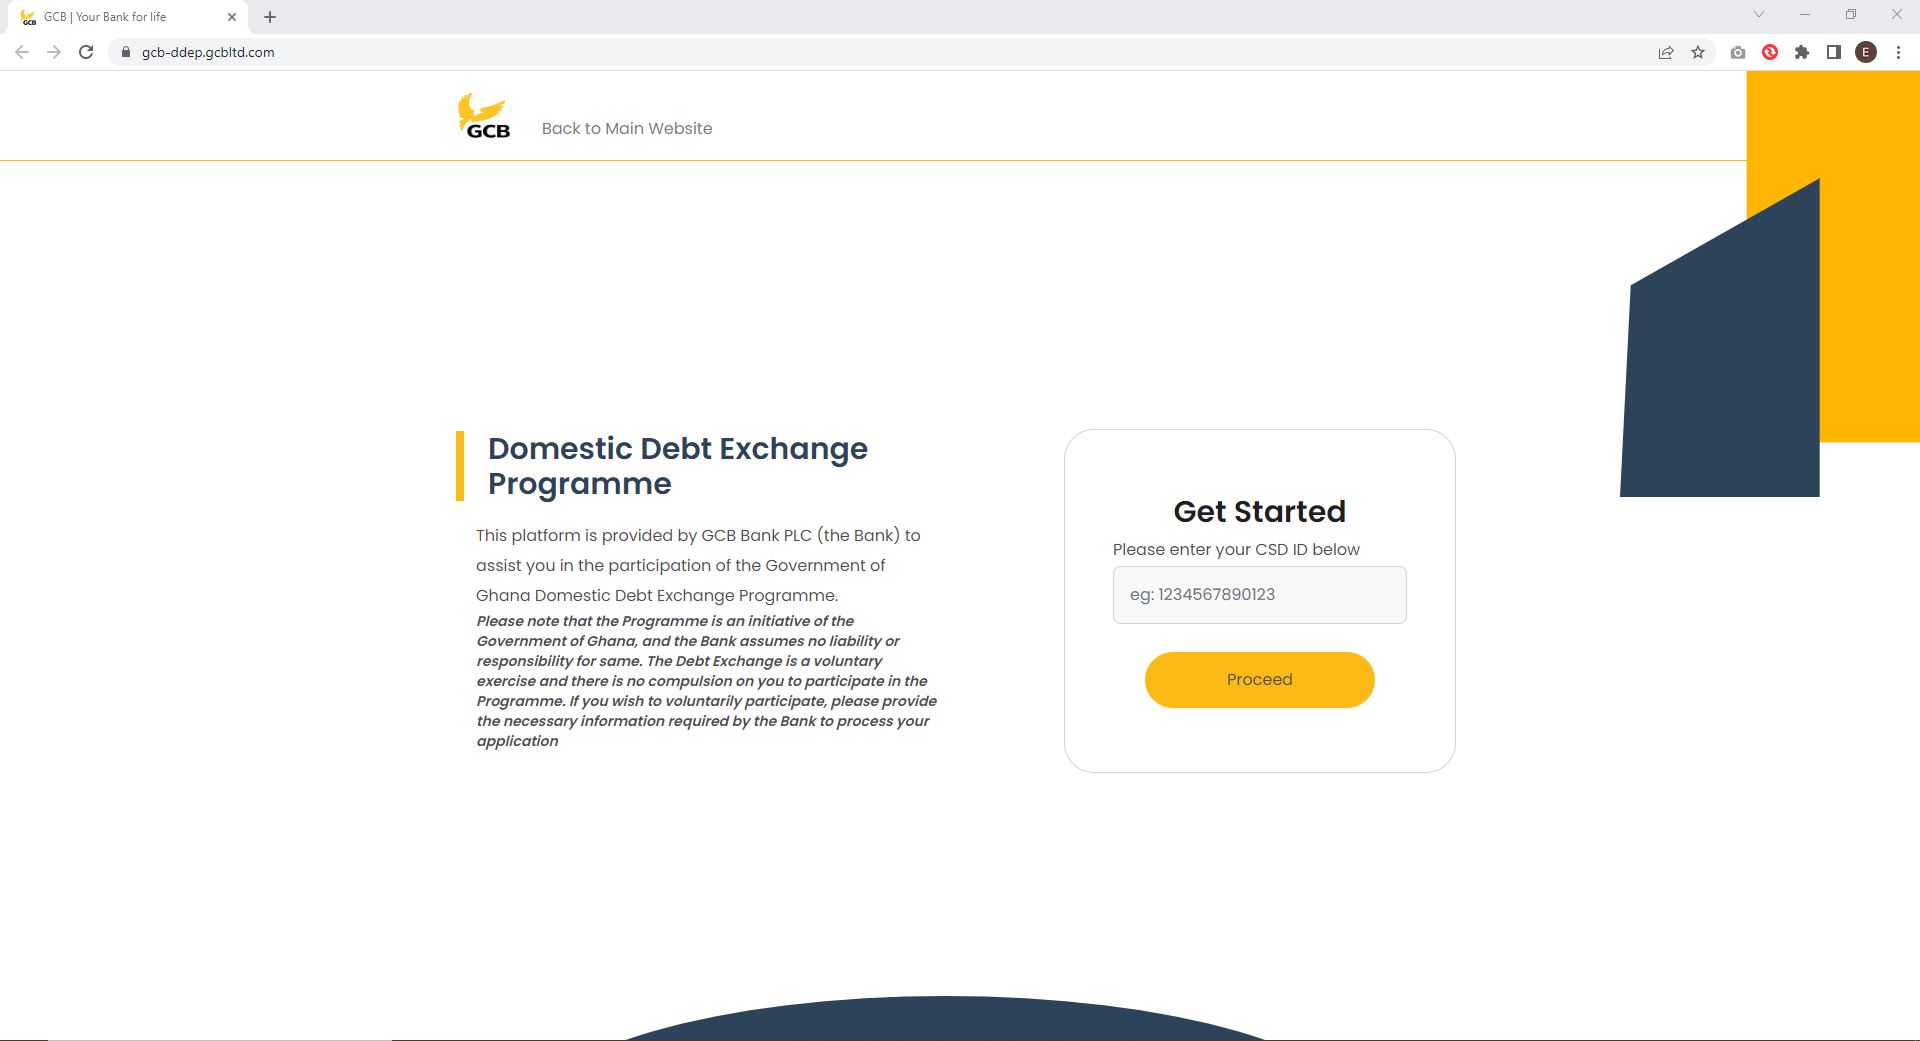 GCB | Your Bank for life
gcb-ddep.gcbltd.com
E
GCB
Back to Main Website
Domestic Debt Exchange
Programme
This platform is provided by GCB Bank PLC (the Bank) to
assist you in the participation of the Government of
Ghana Domestic Debt Exchange Programme.
Please note that the Programme is an initiative of the
Government of Ghana, and the Bank assumes no liability or
responsibility for same. The Debt Exchange is a voluntary
exercise and there is no compulsion on you to participate in the
Programme. If you wish to voluntarily participate, please provide
the necessary information required by the Bank to process your
application
Get Started
Please enter your CSD ID below
eg: 1234567890123
Proceed